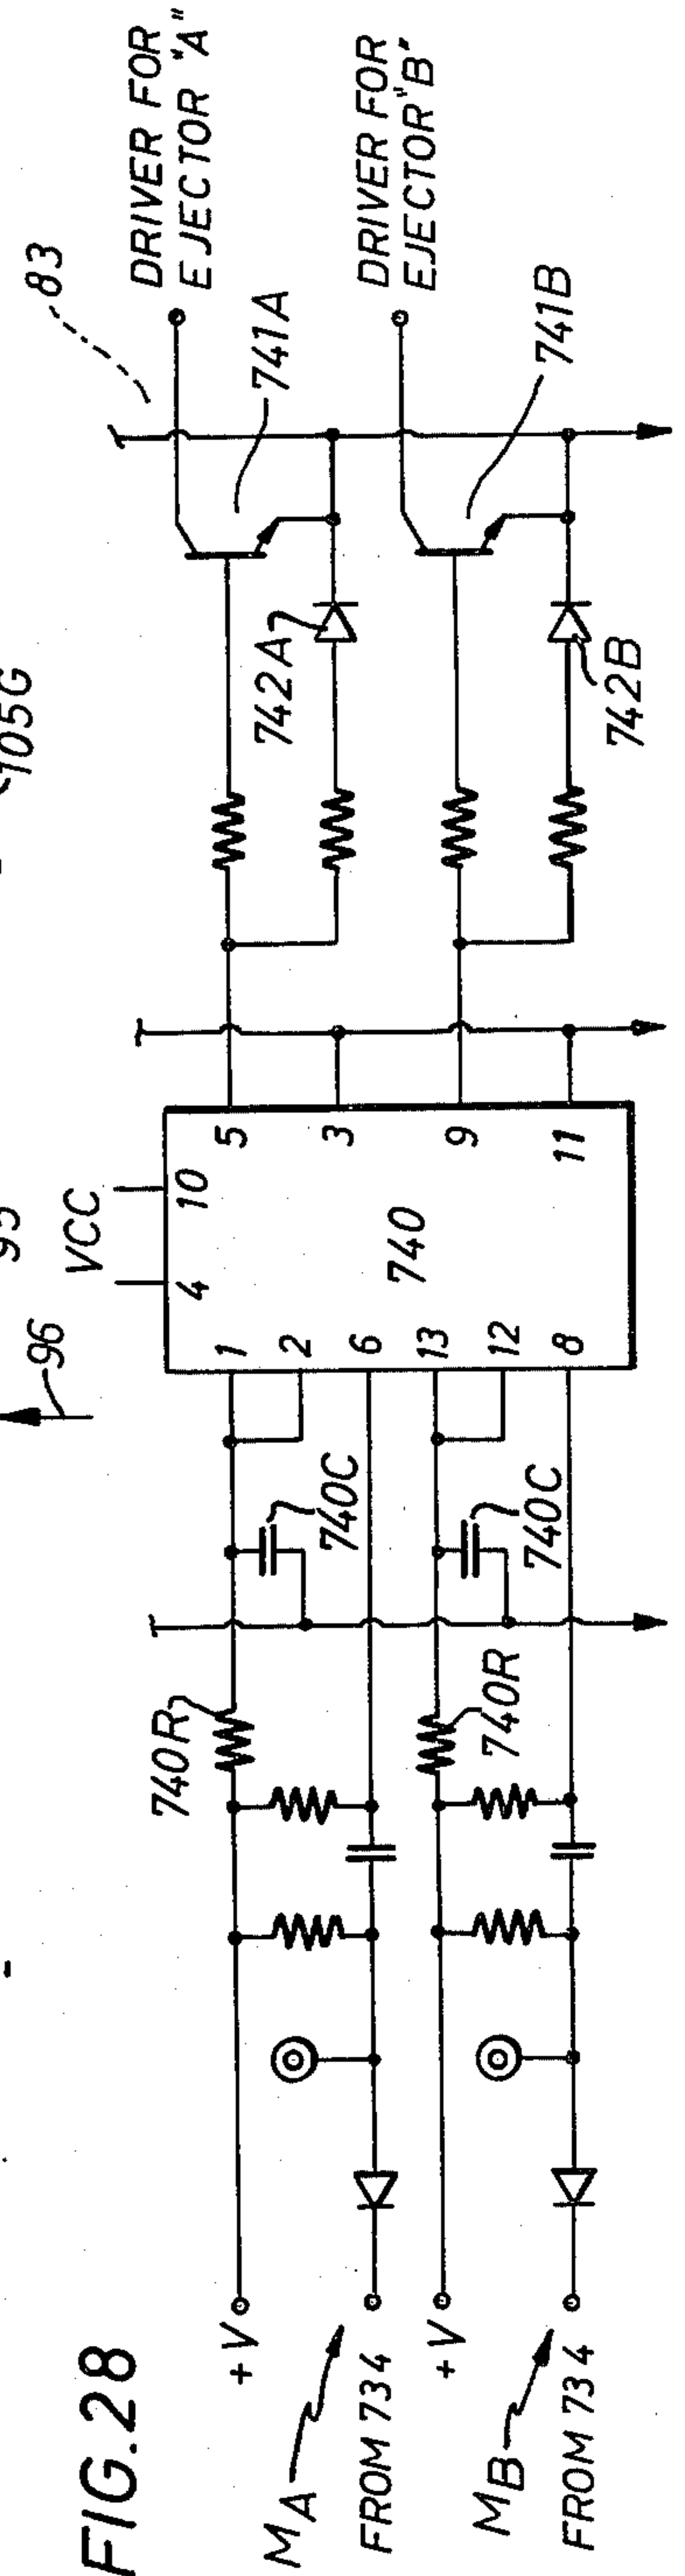 FIG.28
+V
MA
FROM 734
+V
MB
FROM 734
740R
740R
740C
740C
96
95
VCC
4
10
1
2
6
13
12
8
740
5
3
9
11
105G
742A
742B
741A
741B
83
DRIVER FOR
EJECTOR "A"
DRIVER FOR
EJECTOR "B"